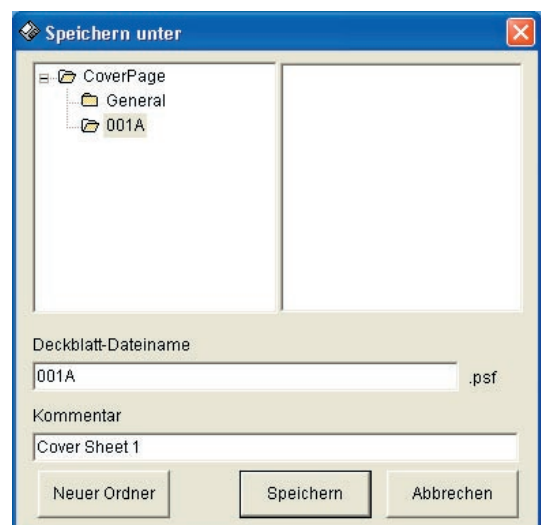 Speichern unter
CoverPage
General
001A
Deckblatt-Dateiname
001A .psf
Kommentar
Cover Sheet 1
Neuer Ordner Speichern Abbrechen